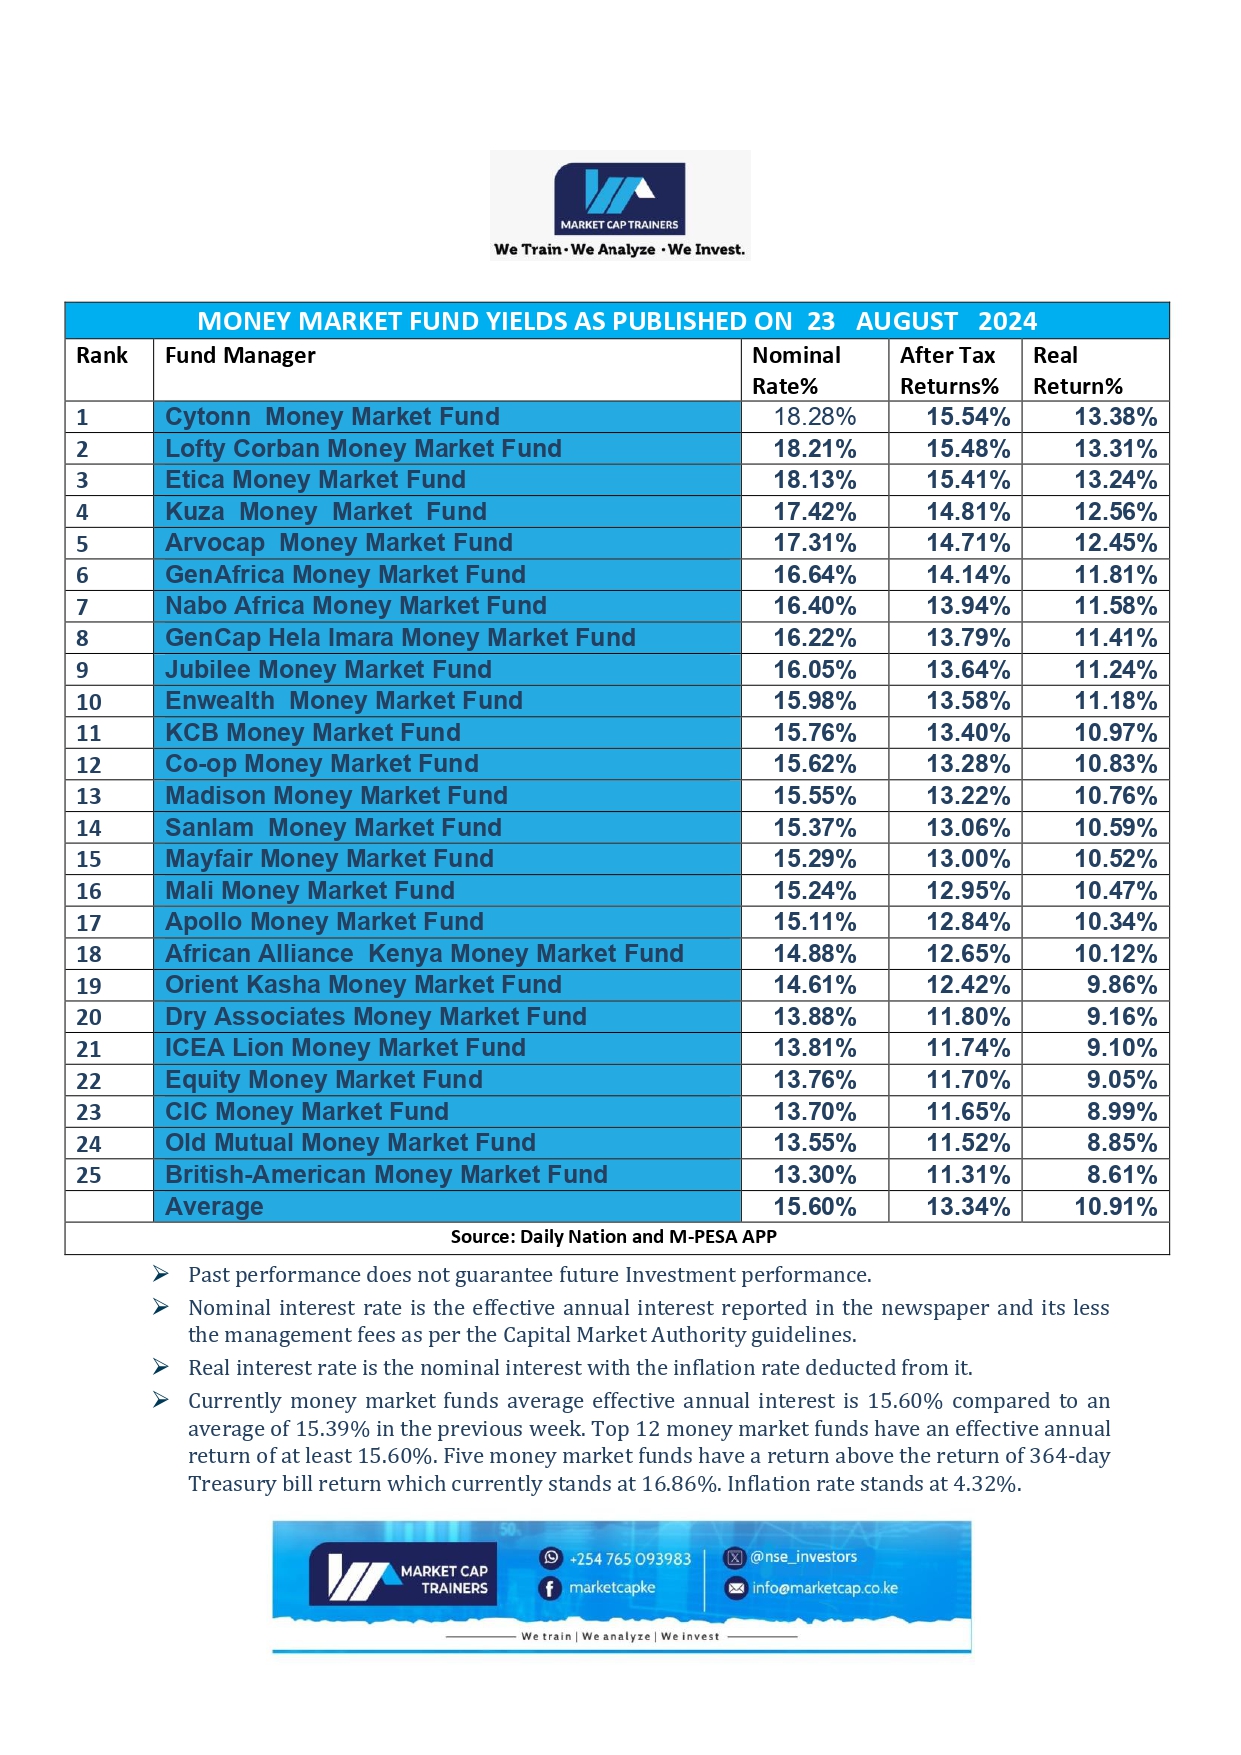 MARKET CAP TRAINERS
We Train · We Analyze · We Invest.
MONEY MARKET FUND YIELDS AS PUBLISHED ON 23 AUGUST 2024
Rank Fund Manager Nominal Rate% After Tax Returns% Real Return%
1 Cytonn Money Market Fund 18.28% 15.54% 13.38%
2 Lofty Corban Money Market Fund 18.21% 15.48% 13.31%
3 Etica Money Market Fund 18.13% 15.41% 13.24%
4 Kuza Money Market Fund 17.42% 14.81% 12.56%
5 Arvocap Money Market Fund 17.31% 14.71% 12.45%
6 GenAfrica Money Market Fund 16.64% 14.14% 11.81%
7 Nabo Africa Money Market Fund 16.40% 13.94% 11.58%
8 GenCap Hela Imara Money Market Fund 16.22% 13.79% 11.41%
9 Jubilee Money Market Fund 16.05% 13.64% 11.24%
10 Enwealth Money Market Fund 15.98% 13.58% 11.18%
11 KCB Money Market Fund 15.76% 13.40% 10.97%
12 Co-op Money Market Fund 15.62% 13.28% 10.83%
13 Madison Money Market Fund 15.55% 13.22% 10.76%
14 Sanlam Money Market Fund 15.37% 13.06% 10.59%
15 Mayfair Money Market Fund 15.29% 13.00% 10.52%
16 Mali Money Market Fund 15.24% 12.95% 10.47%
17 Apollo Money Market Fund 15.11% 12.84% 10.34%
18 African Alliance Kenya Money Market Fund 14.88% 12.65% 10.12%
19 Orient Kasha Money Market Fund 14.61% 12.42% 9.86%
20 Dry Associates Money Market Fund 13.88% 11.80% 9.16%
21 ICEA Lion Money Market Fund 13.81% 11.74% 9.10%
22 Equity Money Market Fund 13.76% 11.70% 9.05%
23 CIC Money Market Fund 13.70% 11.65% 8.99%
24 Old Mutual Money Market Fund 13.55% 11.52% 8.85%
25 British-American Money Market Fund 13.30% 11.31% 8.61%
Average 15.60% 13.34% 10.91%
Source: Daily Nation and M-PESA APP
➢ Past performance does not guarantee future Investment performance.
➢ Nominal interest rate is the effective annual interest reported in the newspaper and its less
the management fees as per the Capital Market Authority guidelines.
➢ Real interest rate is the nominal interest with the inflation rate deducted from it.
➢ Currently money market funds average effective annual interest is 15.60% compared to an
average of 15.39% in the previous week. Top 12 money market funds have an effective annual
return of at least 15.60%. Five money market funds have a return above the return of 364-day
Treasury bill return which currently stands at 16.86%. Inflation rate stands at 4.32%.
50%
MARKET CAP
TRAINERS
+254 765 093983
marketcapke
@nse_investors
info@marketcap.co.ke
We train | We analyze | We invest